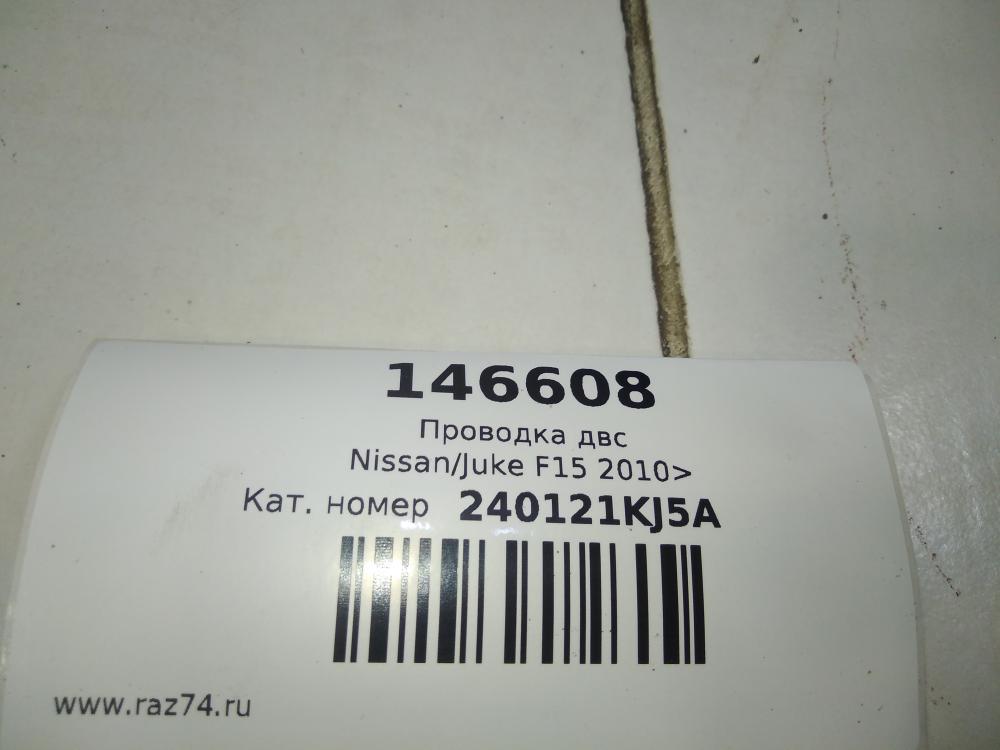 146608
Проводка двс
Nissan/Juke F15 2010>
Кат. номер 240121KJ5A
www.raz74.ru